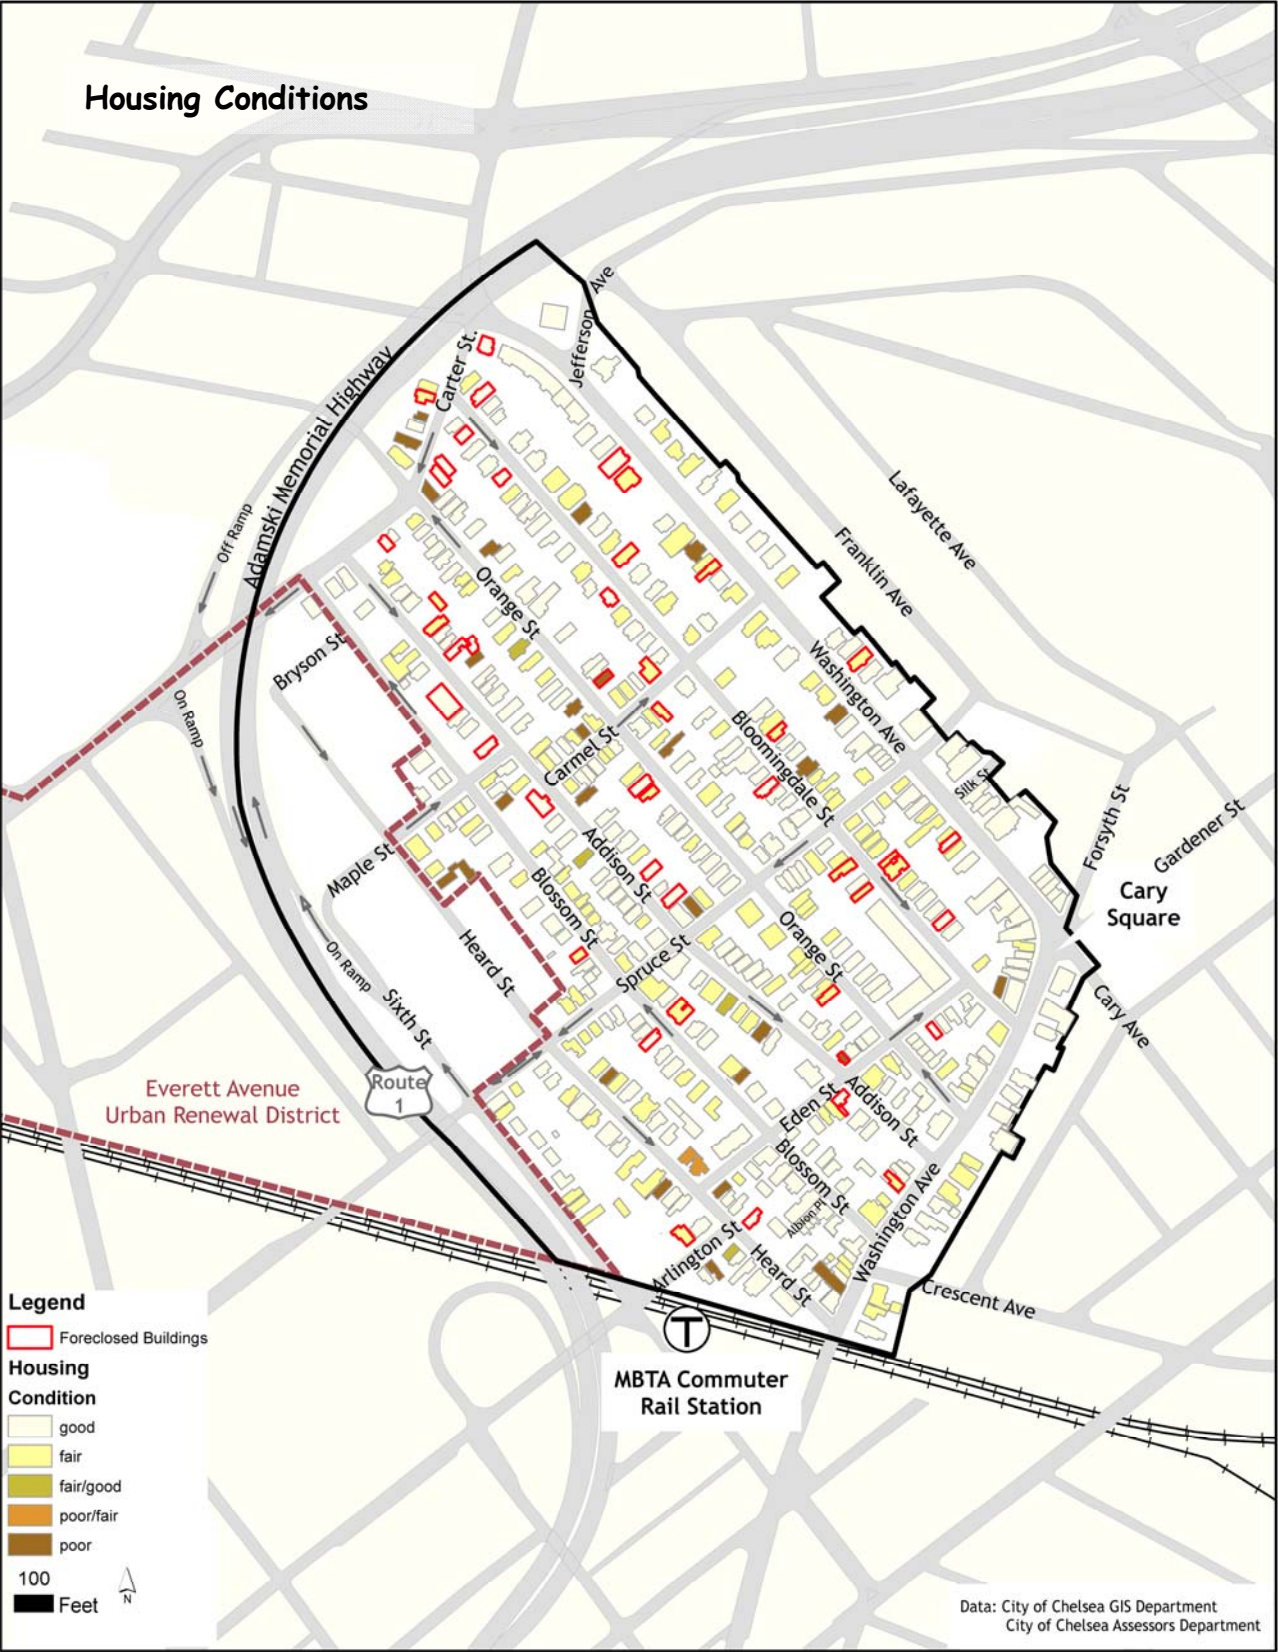 Housing Conditions
Jefferson Ave
Carter St.
Adamski Memorial Highway
Off Ramp
Lafayette Ave
Franklin Ave
Orange St
Bryson St
Washington Ave
On Ramp
Bloomingdale St
Carmel St
Silk St
Forsyth St
Gardener St
Maple St
Addison St
Blossom St
Cary
Square
Orange St
Spruce St
Heard St
On Ramp
Sixth St
Cary Ave
Route
1
Everett Avenue
Urban Renewal District
Eden St
Addison St
Blossom St
Albion Pl
Washington Ave
Arlington St
Heard St
Crescent Ave
T
MBTA Commuter
Rail Station
Legend
Foreclosed Buildings
Housing
Condition
good
fair
fair/good
poor/fair
poor
100
Feet
N
Data: City of Chelsea GIS Department
City of Chelsea Assessors Department